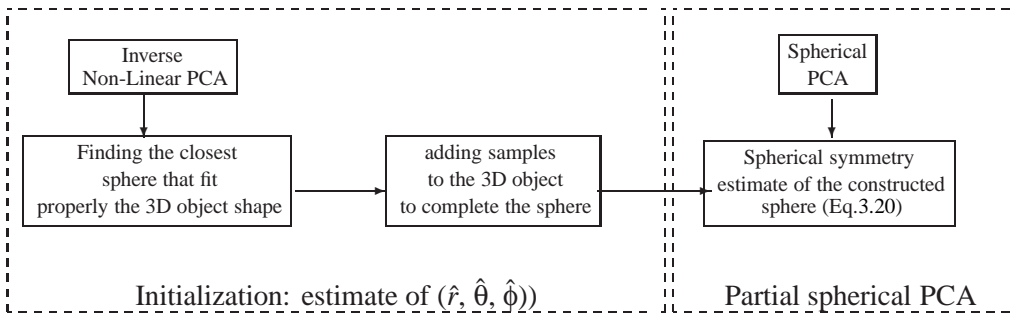 Inverse
Non-Linear PCA
Finding the closest
sphere that fit
properly the 3D object shape
adding samples
to the 3D object
to complete the sphere
Initialization: estimate of (r̂, θ̂, ϕ̂))
Spherical
PCA
Spherical symmetry
estimate of the constructed
sphere (Eq.3.20)
Partial spherical PCA